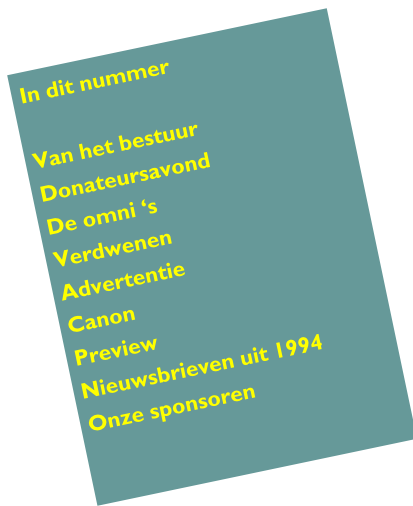 In dit nummer
Van het bestuur
Donateursavond
De omni ‘s
Verdwenen
Advertentie
Canon
Preview
Nieuwsbrieven uit 1994
Onze sponsoren